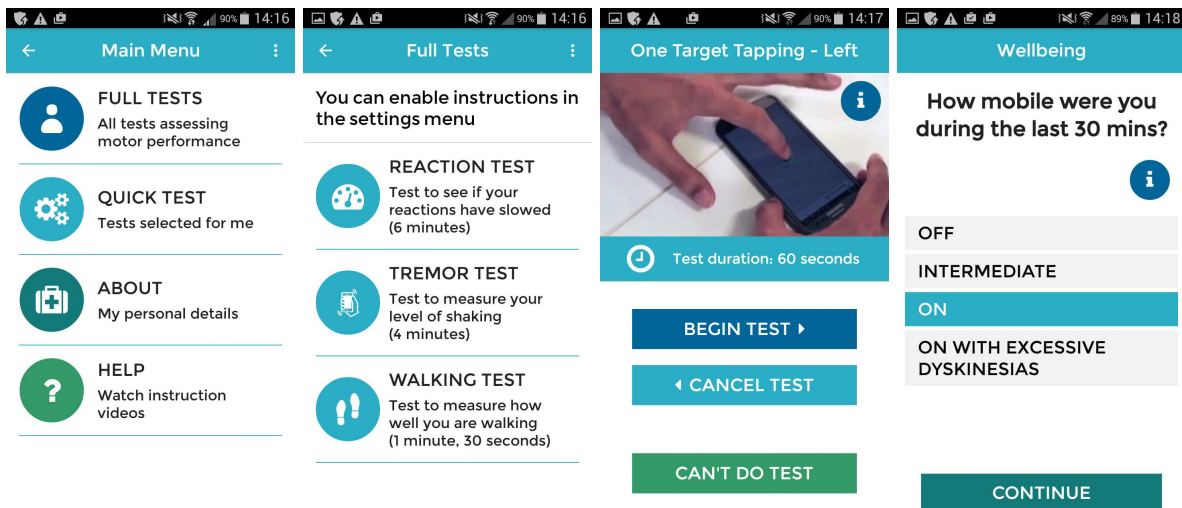 90% 14:16
Main Menu
FULL TESTS
All tests assessing
motor performance
QUICK TEST
Tests selected for me
ABOUT
My personal details
HELP
Watch instruction
videos
90% 14:16
Full Tests
You can enable instructions in
the settings menu
REACTION TEST
Test to see if your
reactions have slowed
(6 minutes)
TREMOR TEST
Test to measure your
level of shaking
(4 minutes)
WALKING TEST
Test to measure how
well you are walking
(1 minute, 30 seconds)
90% 14:17
One Target Tapping - Left
Test duration: 60 seconds
BEGIN TEST
CANCEL TEST
CAN'T DO TEST
89% 14:18
Wellbeing
How mobile were you
during the last 30 mins?
OFF
INTERMEDIATE
ON
ON WITH EXCESSIVE
DYSKINESIAS
CONTINUE